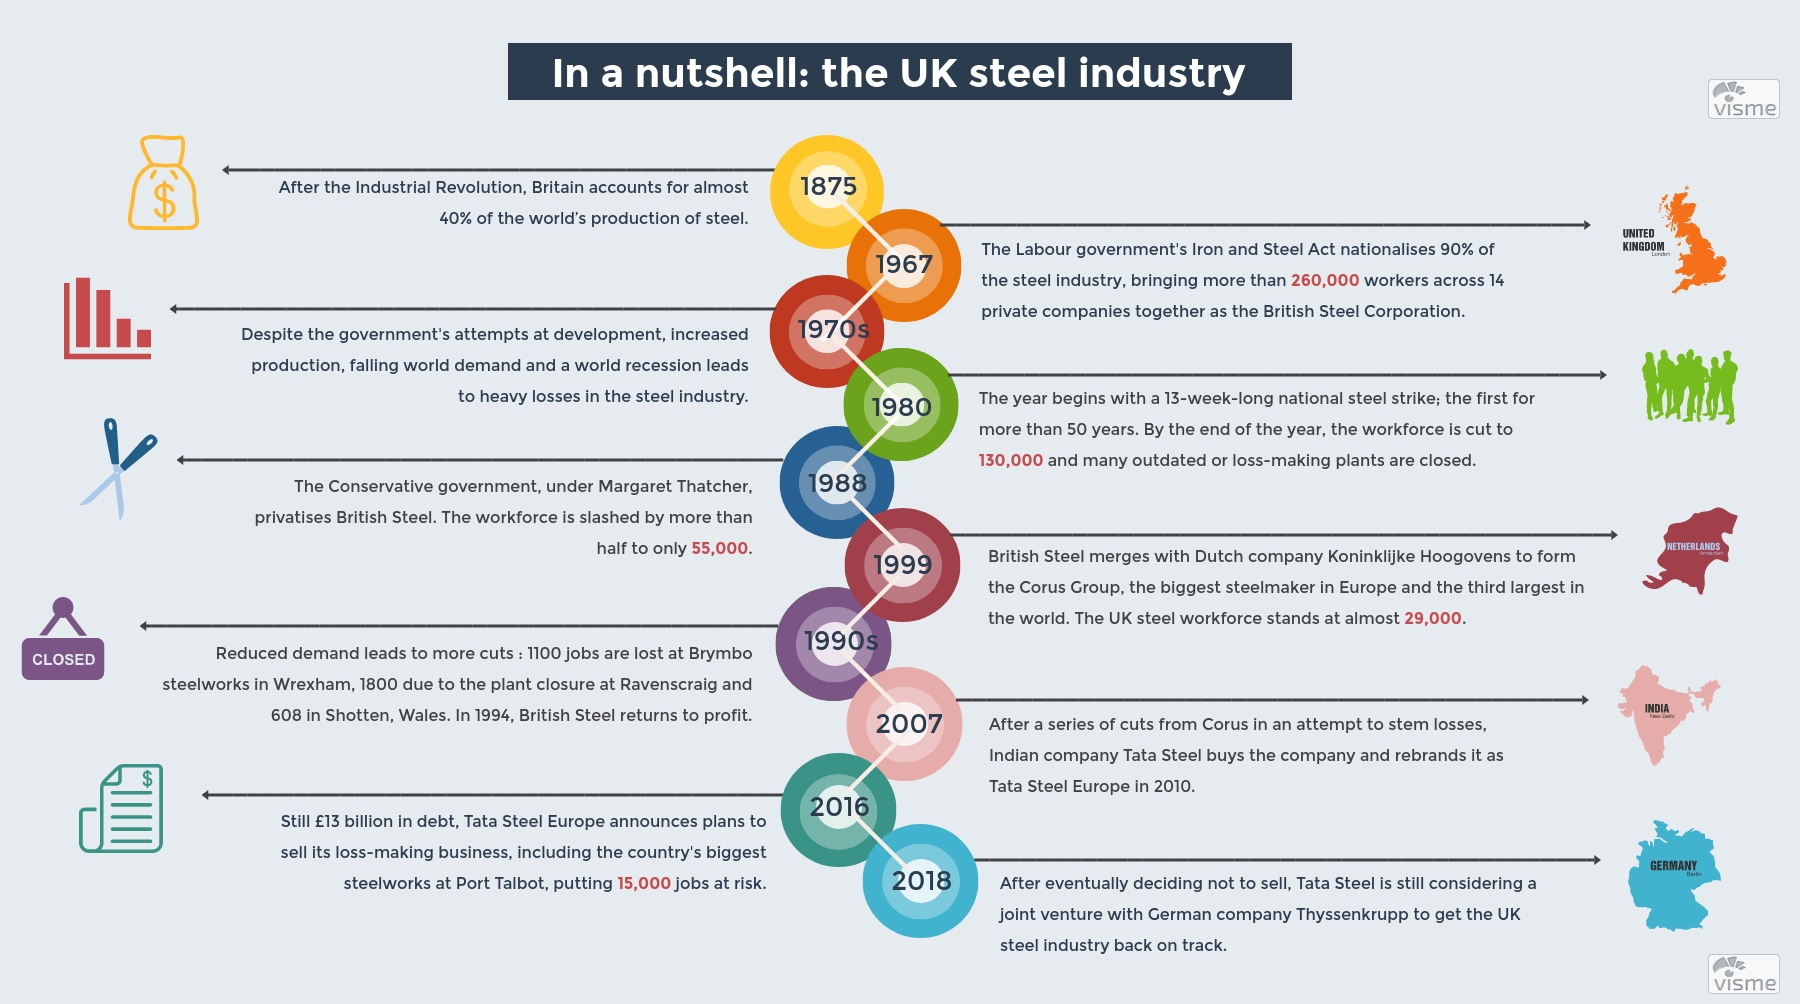 In a nutshell: the UK steel industry
visme
$
1875
After the Industrial Revolution, Britain accounts for almost
40% of the world's production of steel.
1967
The Labour government's Iron and Steel Act nationalises 90% of
the steel industry, bringing more than 260,000 workers across 14
private companies together as the British Steel Corporation.
UNITED
KINGDOM
London
1970s
Despite the government's attempts at development, increased
production, falling world demand and a world recession leads
to heavy losses in the steel industry.
1980
The year begins with a 13-week-long national steel strike; the first for
more than 50 years. By the end of the year, the workforce is cut to
130,000 and many outdated or loss-making plants are closed.
1988
The Conservative government, under Margaret Thatcher,
privatises British Steel. The workforce is slashed by more than
half to only 55,000.
1999
British Steel merges with Dutch company Koninklijke Hoogovens to form
the Corus Group, the biggest steelmaker in Europe and the third largest in
the world. The UK steel workforce stands at almost 29,000.
NETHERLANDS
Amsterdam
CLOSED
1990s
Reduced demand leads to more cuts : 1100 jobs are lost at Brymbo
steelworks in Wrexham, 1800 due to the plant closure at Ravenscraig and
608 in Shotten, Wales. In 1994, British Steel returns to profit.
2007
After a series of cuts from Corus in an attempt to stem losses,
Indian company Tata Steel buys the company and rebrands it as
Tata Steel Europe in 2010.
INDIA
New Delhi
$
2016
Still £13 billion in debt, Tata Steel Europe announces plans to
sell its loss-making business, including the country's biggest
steelworks at Port Talbot, putting 15,000 jobs at risk.
2018
After eventually deciding not to sell, Tata Steel is still considering a
joint venture with German company Thyssenkrupp to get the UK
steel industry back on track.
GERMANY
Berlin
visme